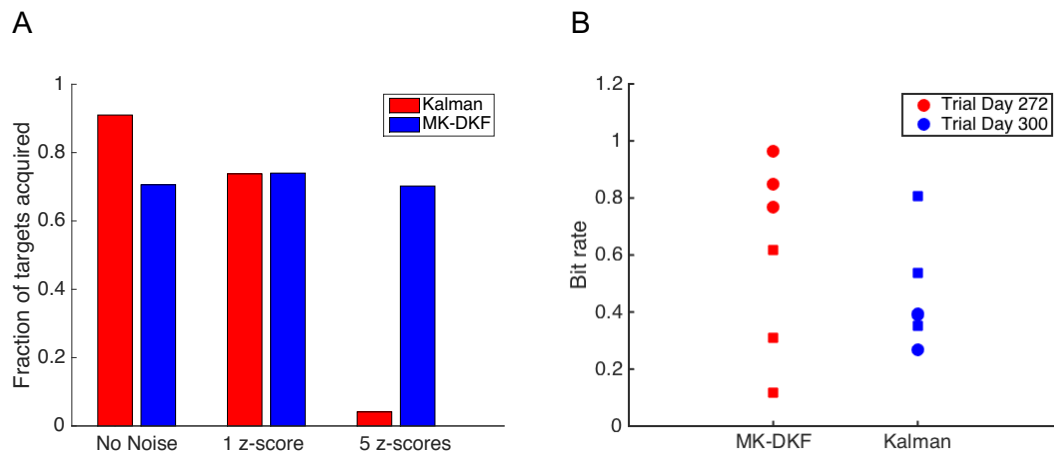 A
Fraction of targets acquired
1
0.8
0.6
0.4
0.2
0
Kalman
MK-DKF
No Noise
1 z-score
5 z-scores
B
Bit rate
1.2
1
0.8
0.6
0.4
0.2
0
Trial Day 272
Trial Day 300
MK-DKF
Kalman